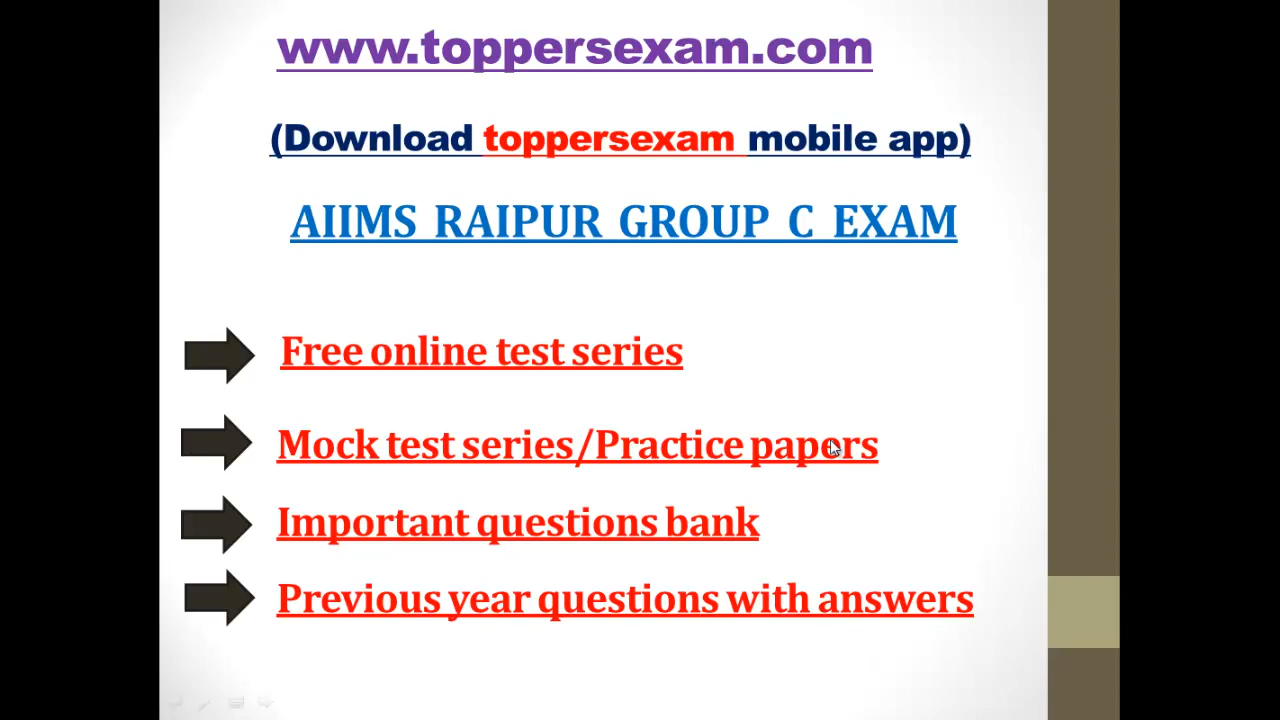 www.toppersexam.com
(Download toppersexam mobile app)
AIIMS RAIPUR GROUP C EXAM
Free online test series
Mock test series/Practice papers
Important questions bank
Previous year questions with answers